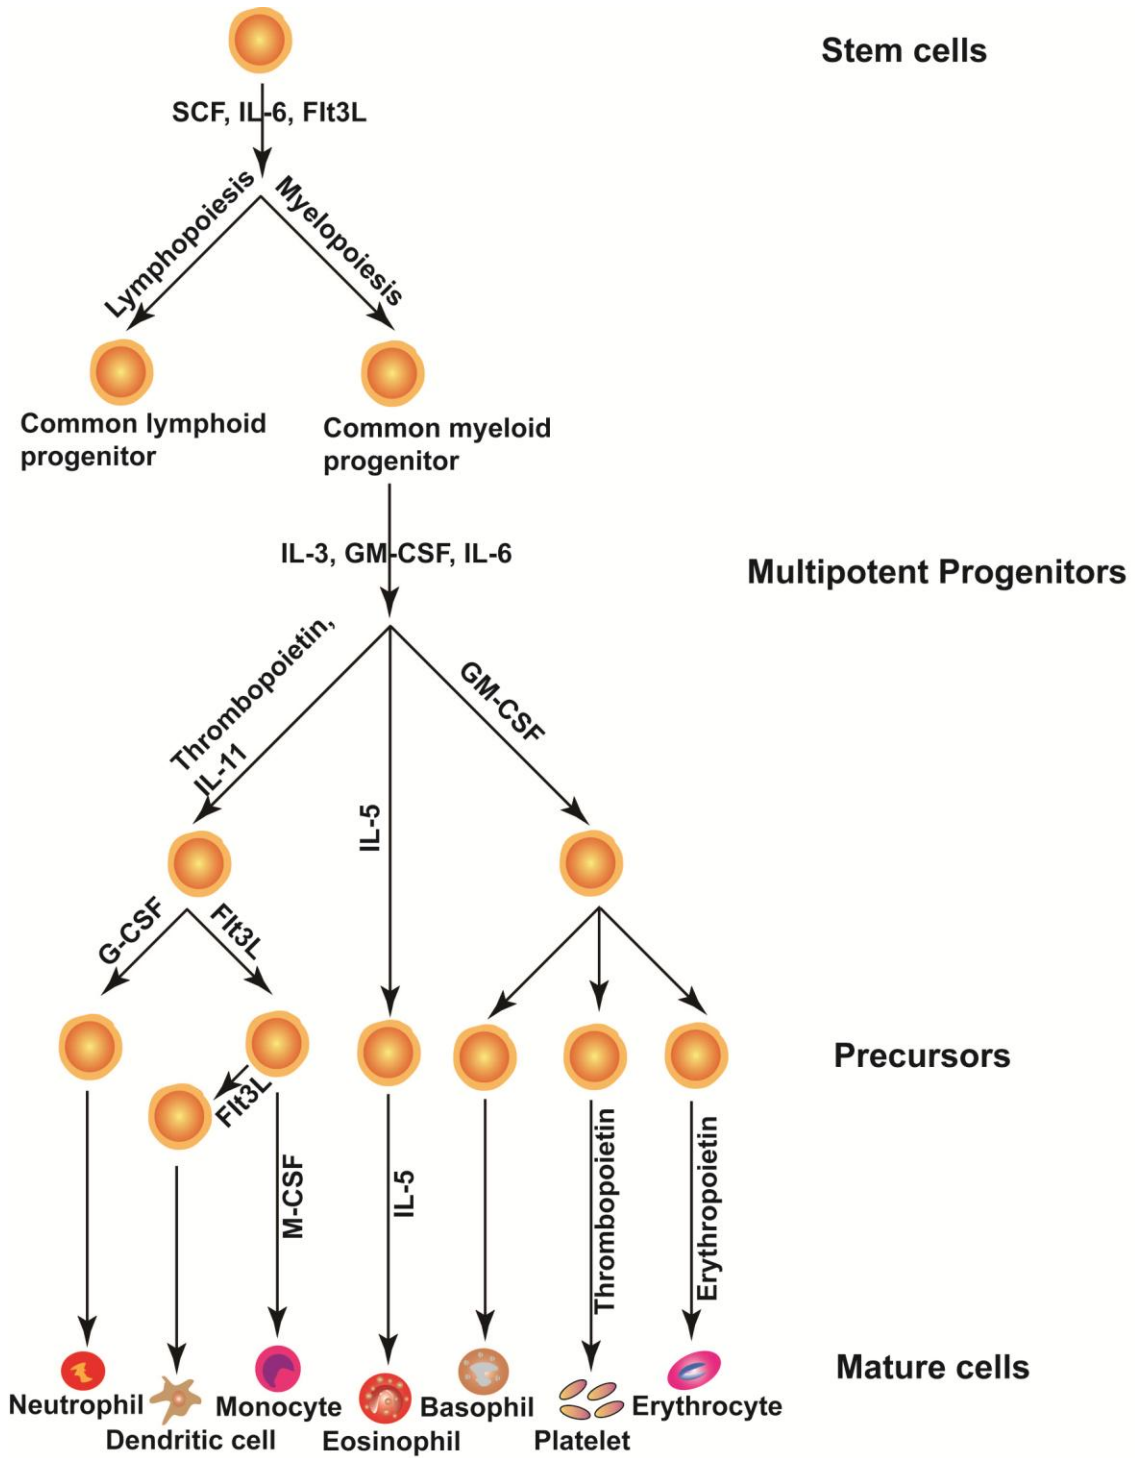 Stem cells
SCF, IL-6, Flt3L
Lymphopoiesis
Myelopoiesis
Common lymphoid
progenitor
Common myeloid
progenitor
IL-3, GM-CSF, IL-6
Multipotent Progenitors
Thrombopoietin,
IL-11
IL-5
GM-CSF
G-CSF
Flt3L
Precursors
Flt3L
M-CSF
IL-5
Thrombopoietin
Erythropoietin
Mature cells
Neutrophil
Dendritic cell
Monocyte
Eosinophil
Basophil
Platelet
Erythrocyte